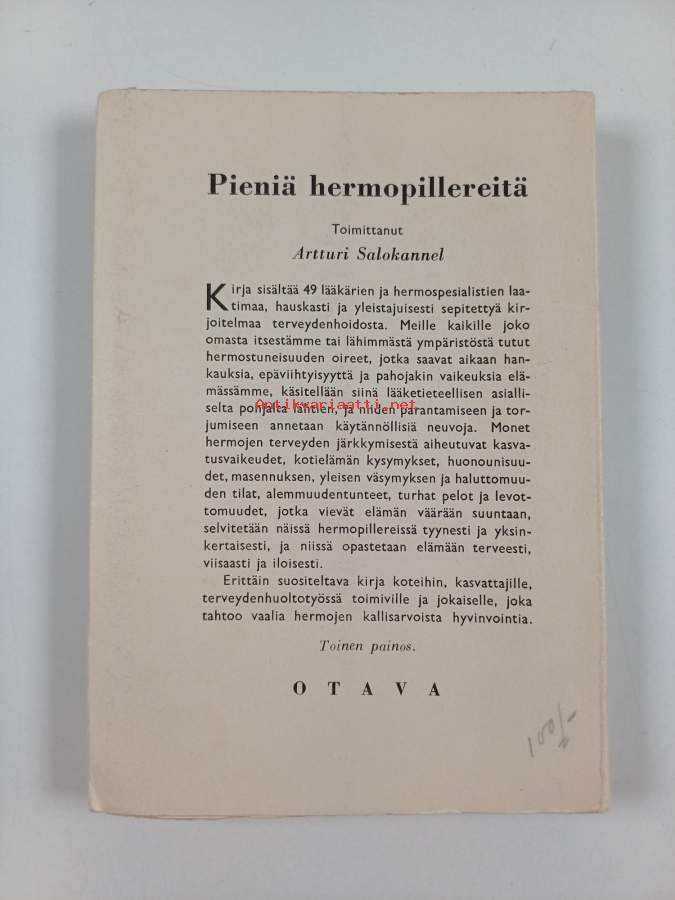 Pieniä hermopillereitä
Toimittanut
Artturi Salokannel
Kirja sisältää 49 lääkärien ja hermospesialistien laa-
timaa, hauskasti ja yleistajuisesti sepitettyä kir-
joitelmaa terveydenhoidosta. Meille kaikille joko
omasta itsestämme tai lähimmästä ympäristöstä tutut
hermostuneisuuden oireet, jotka saavat aikaan han-
kauksia, epäviihtyisyyttä ja pahojakin vaikeuksia elä-
mässämme, käsitellään siinä lääketieteellisen asialli-
selta pohjalta lähtien, ja niiden parantamiseen ja tor-
Antikvariaatti.net
jumiseen annetaan käytännöllisiä neuvoja. Monet
hermojen terveyden järkkymisestä aiheutuvat kasva-
tusvaikeudet, kotielämän kysymykset, huonounisuu-
det, masennuksen, yleisen väsymyksen ja haluttomuu-
den tilat, alemmuudentunteet, turhat pelot ja levot-
tomuudet, jotka vievät elämän väärään suuntaan,
selvitetään näissä hermopillereissä tyynesti ja yksin-
kertaisesti, ja niissä opastetaan elämään terveesti,
viisaasti ja iloisesti.
Erittäin suositeltava kirja koteihin, kasvattajille,
terveydenhuoltotyössä toimiville ja jokaiselle, joka
tahtoo vaalia hermojen kallisarvoista hyvinvointia.
Toinen painos.
OTAVA
100/-